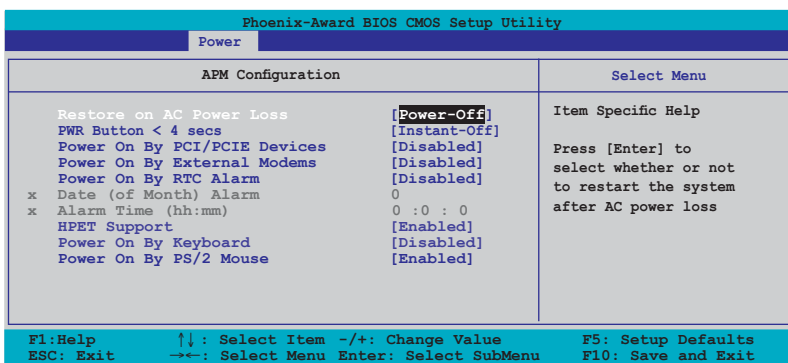 Phoenix-Award BIOS CMOS Setup Utility
Power
APM Configuration
Select Menu
Restore on AC Power Loss [Power-Off]
PWR Button < 4 secs [Instant-Off]
Power On By PCI/PCIE Devices [Disabled]
Power On By External Modems [Disabled]
Power On By RTC Alarm [Disabled]
x Date (of Month) Alarm 0
x Alarm Time (hh:mm) 0 :0 : 0
HPET Support [Enabled]
Power On By Keyboard [Disabled]
Power On By PS/2 Mouse [Enabled]
Item Specific Help
Press [Enter] to
select whether or not
to restart the system
after AC power loss
F1:Help ↑↓: Select Item -/+: Change Value F5: Setup Defaults
ESC: Exit →←: Select Menu Enter: Select SubMenu F10: Save and Exit